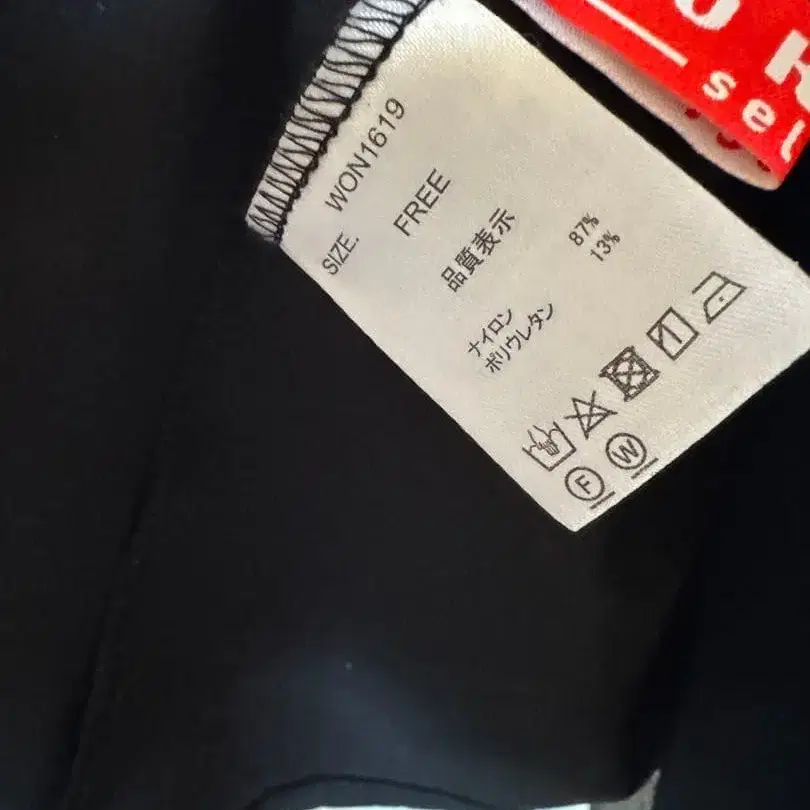 WON1619
SIZE. FREE
品質表示
ナイロン 87%
ポリウレタン 13%
F W
sel